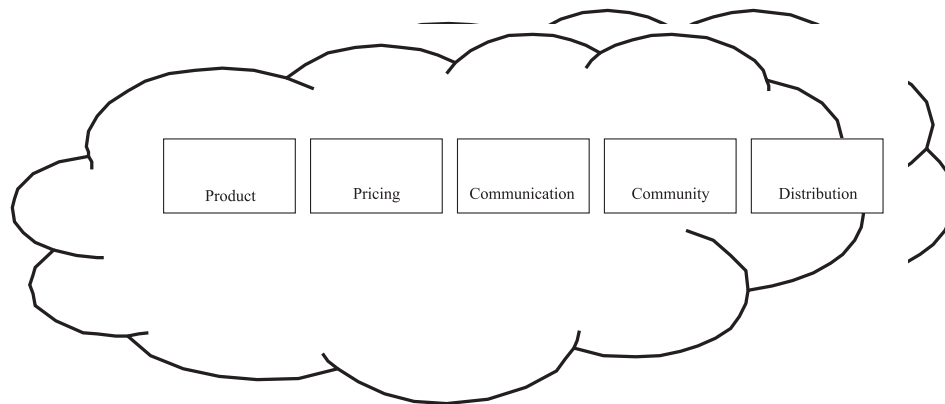 Product
Pricing
Communication
Community
Distribution